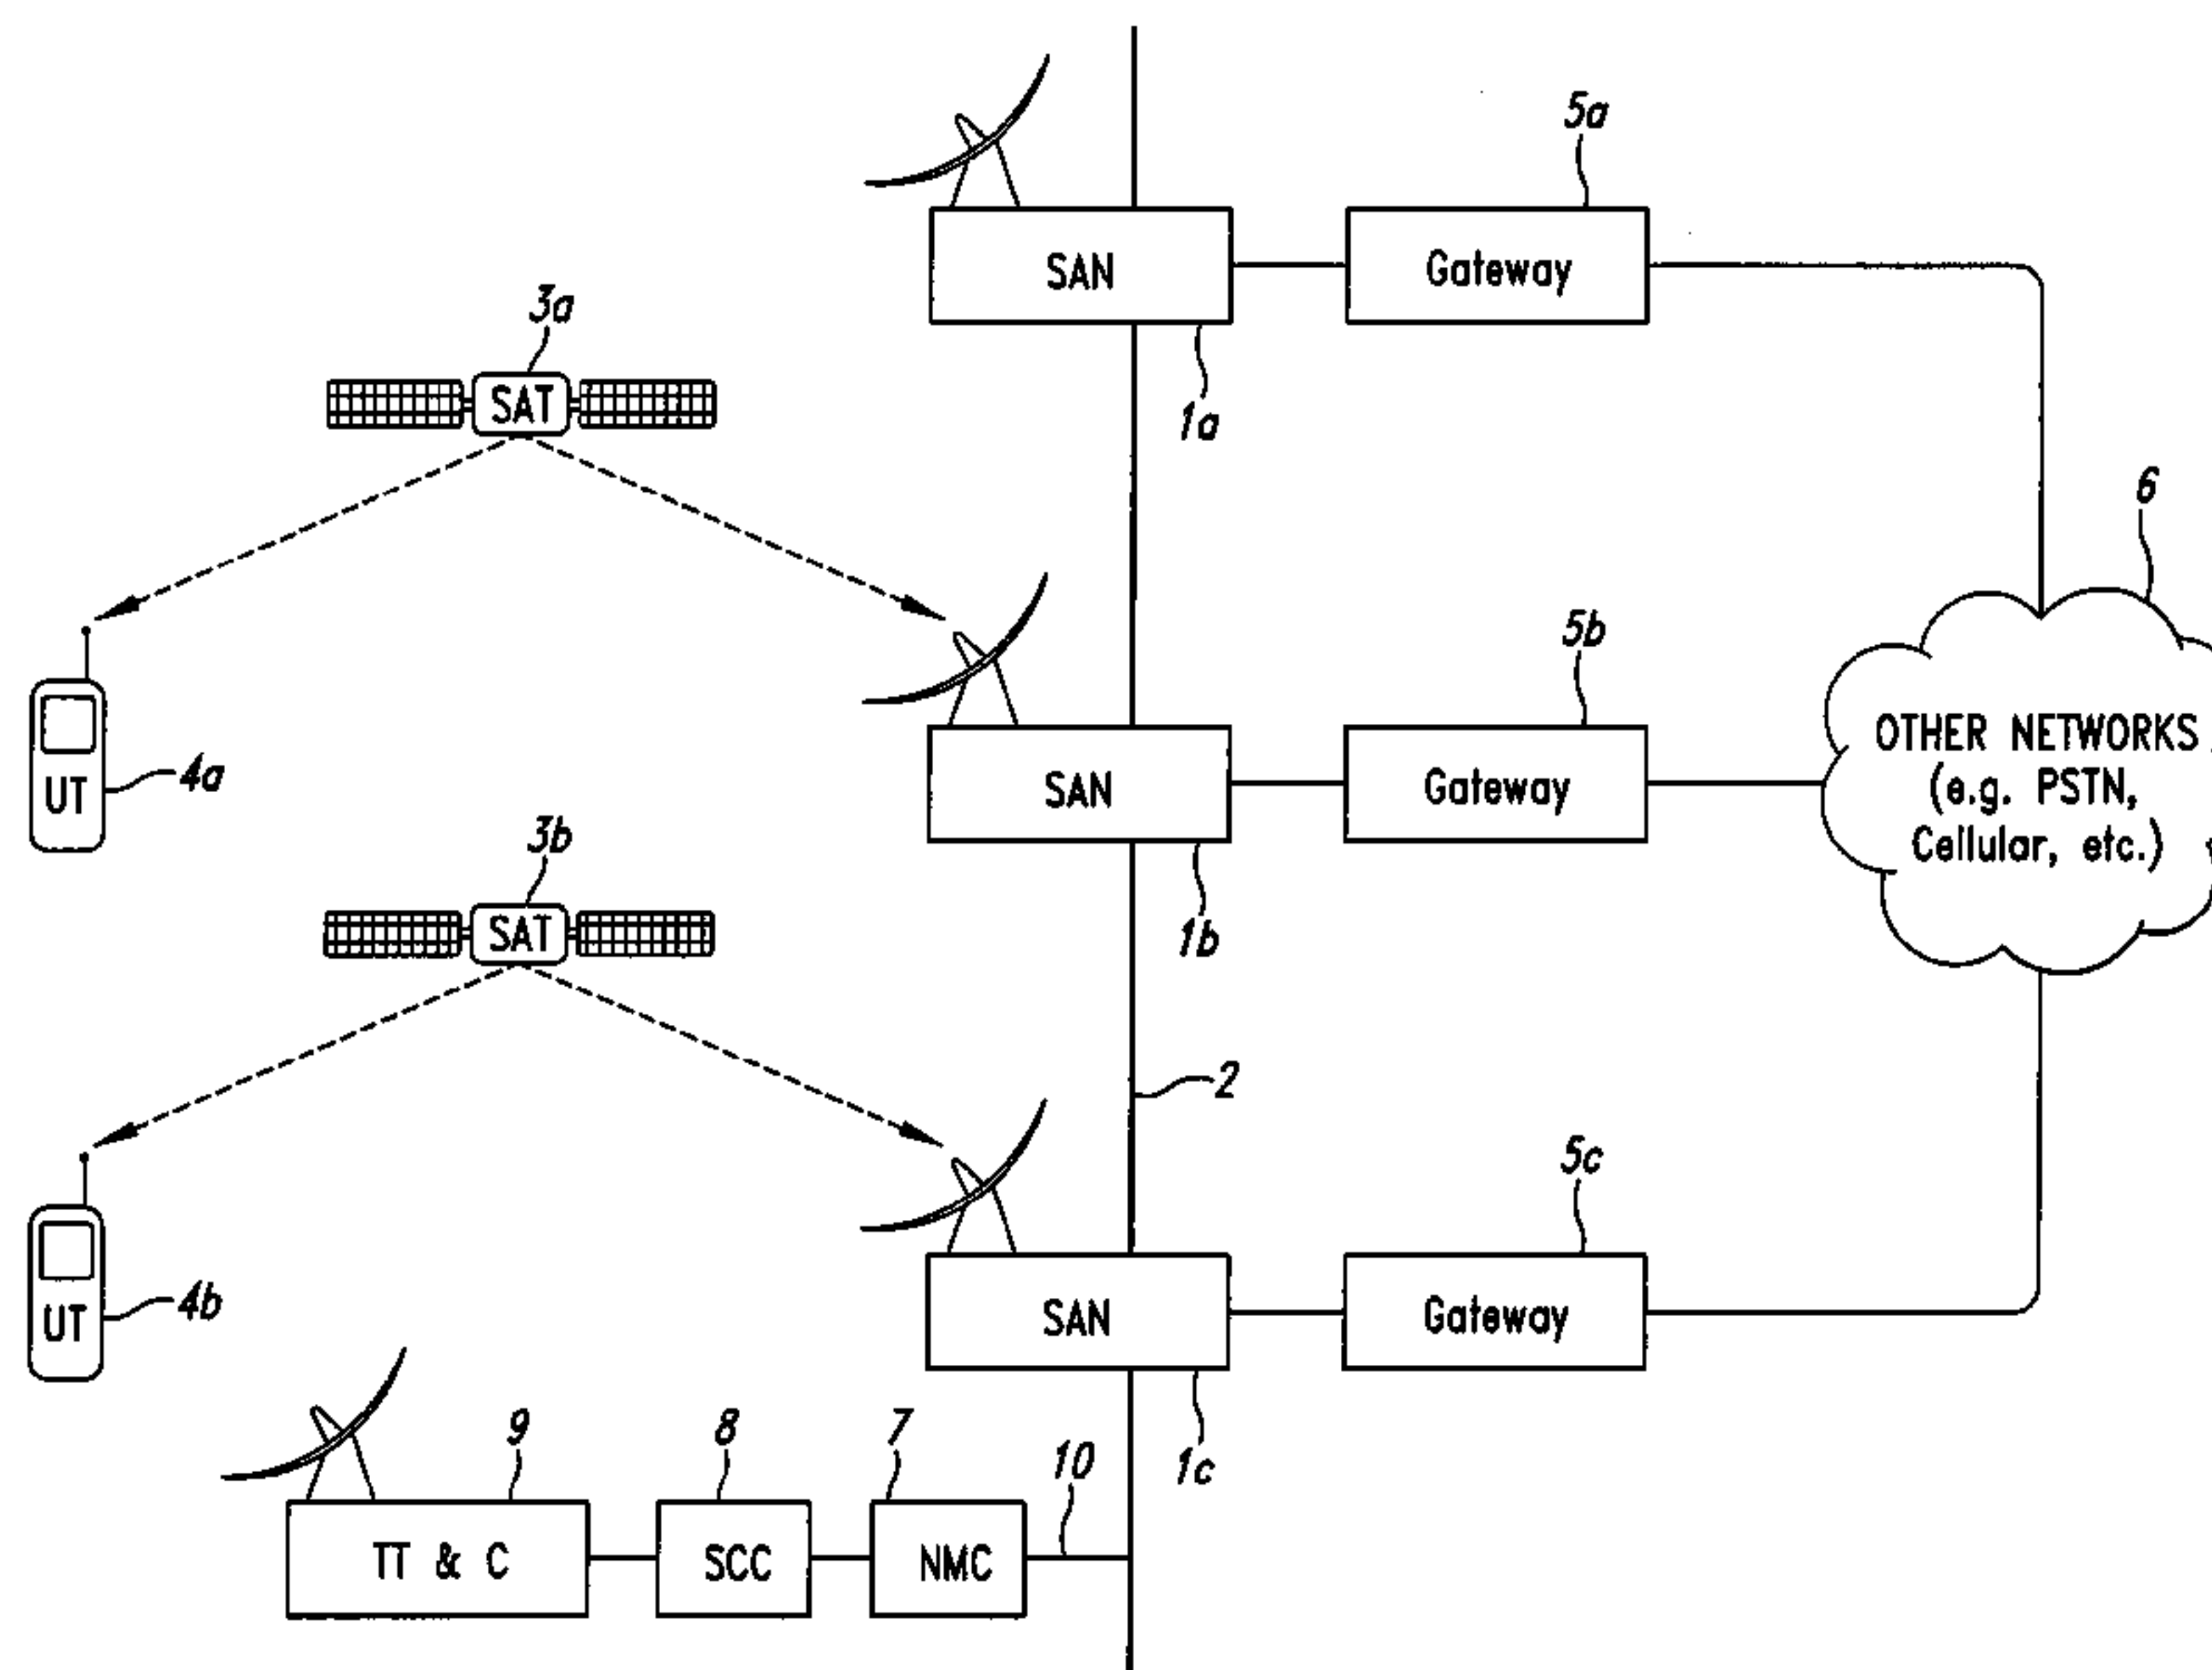 5a
SAN
Gateway
3a
SAT
1a
6
5b
OTHER NETWORKS
(e.g. PSTN,
Cellular, etc.)
SAN
Gateway
UT
4a
3b
SAT
1b
2
5c
SAN
Gateway
UT
4b
9
8
7
10
1c
TT & C
SCC
NMC